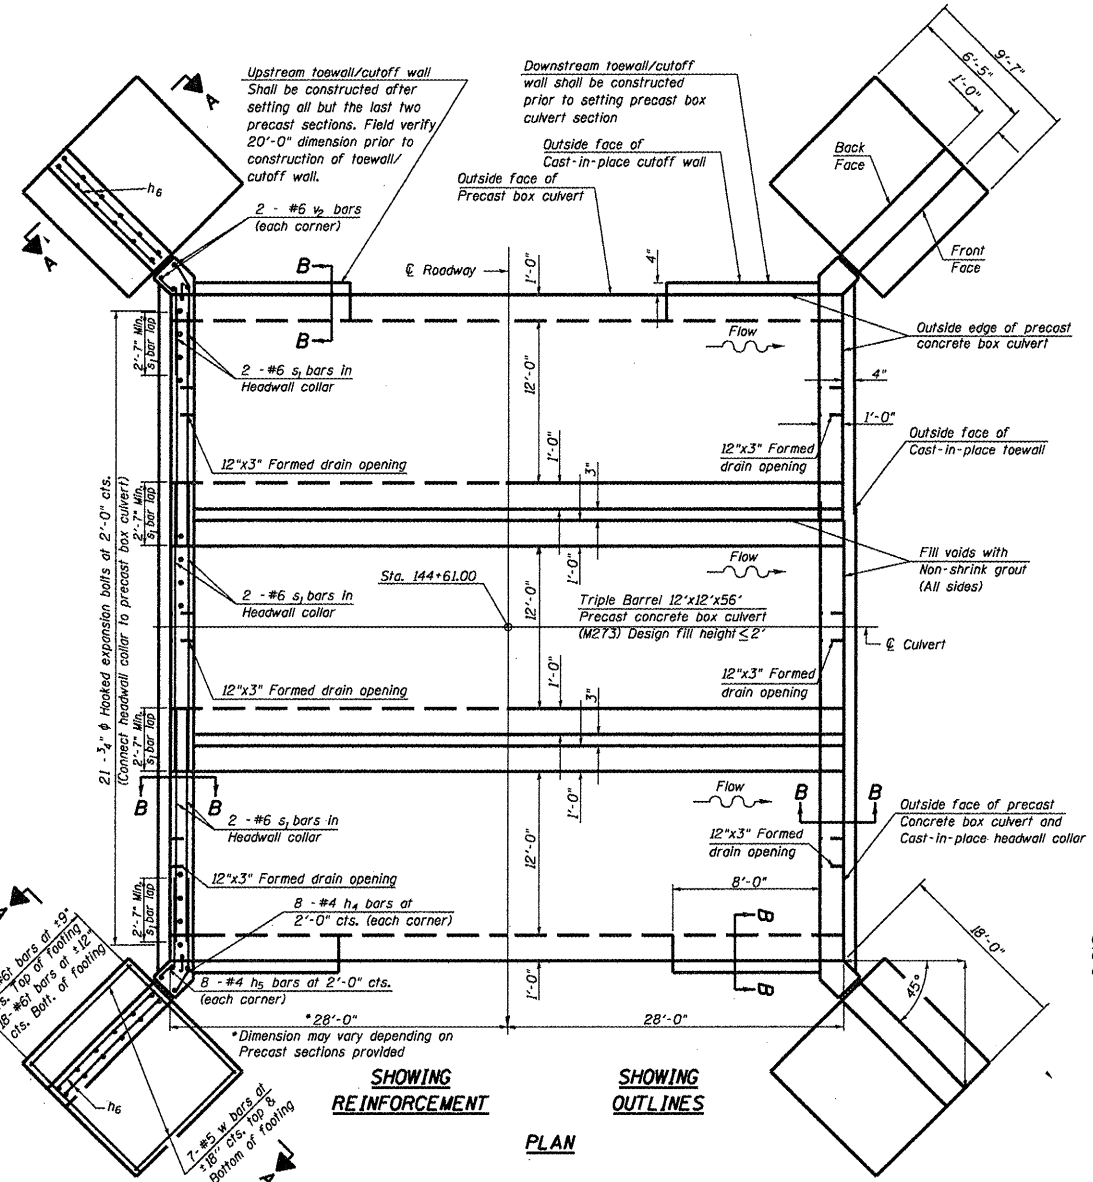 Upstream toewall/cutoff wall
Shall be constructed after
setting all but the last two
precast sections. Field verify
20'-0" dimension prior to
construction of toewall/
cutoff wall.
Downstream toewall/cutoff
wall shall be constructed
prior to setting precast box
culvert section
Outside face of
Cast-in-place cutoff wall
Outside face of
Precast box culvert
9'-7"
6'-5"
1'-0"
Back
Face
Front
Face
A
A
h6
2 - #6 v2 bars
(each corner)
B
B
℄ Roadway
1'-0"
4"
Flow
Outside edge of precast
concrete box culvert
2'-7" Min.
s1 bar lap
2 - #6 s1 bars in
Headwall collar
12'-0"
4"
1'-0"
Outside face of
Cast-in-place toewall
12"x3" Formed drain opening
12"x3" Formed
drain opening
1'-0"
3"
2'-7" Min.
s1 bar lap
21 - 3/4" ϕ Hooked expansion bolts at 2'-0" cts.
(Connect headwall collar to precast box culvert)
Fill voids with
Non-shrink grout
(All sides)
Flow
1'-0"
Sta. 144+61.00
12'-0"
2 - #6 s1 bars in
Headwall collar
Triple Barrel 12'x12'x56'
Precast concrete box culvert
(M273) Design fill height ≤ 2'
℄ Culvert
12"x3" Formed drain opening
12"x3" Formed
drain opening
1'-0"
3"
2'-7" Min.
s1 bar lap
B
B
1'-0"
Flow
B
B
Outside face of precast
Concrete box culvert and
Cast-in-place headwall collar
2 - #6 s1 bars in
Headwall collar
12'-0"
12"x3" Formed
drain opening
12"x3" Formed drain opening
2'-7" Min.
s1 bar lap
8'-0"
8 - #4 h4 bars at
2'-0" cts. (each corner)
B
B
A
#6t bars at ±9"
Top of footing
18- #6t bars at ±12"
cts. Bott. of footing
8 - #4 h5 bars at 2'-0" cts.
(each corner)
1'-0"
18'-0"
45°
*28'-0"
28'-0"
*Dimension may vary depending on
Precast sections provided
h6
7- #5 w bars at
±18" cts. top &
Bottom of footing
A
SHOWING
REINFORCEMENT
SHOWING
OUTLINES
PLAN